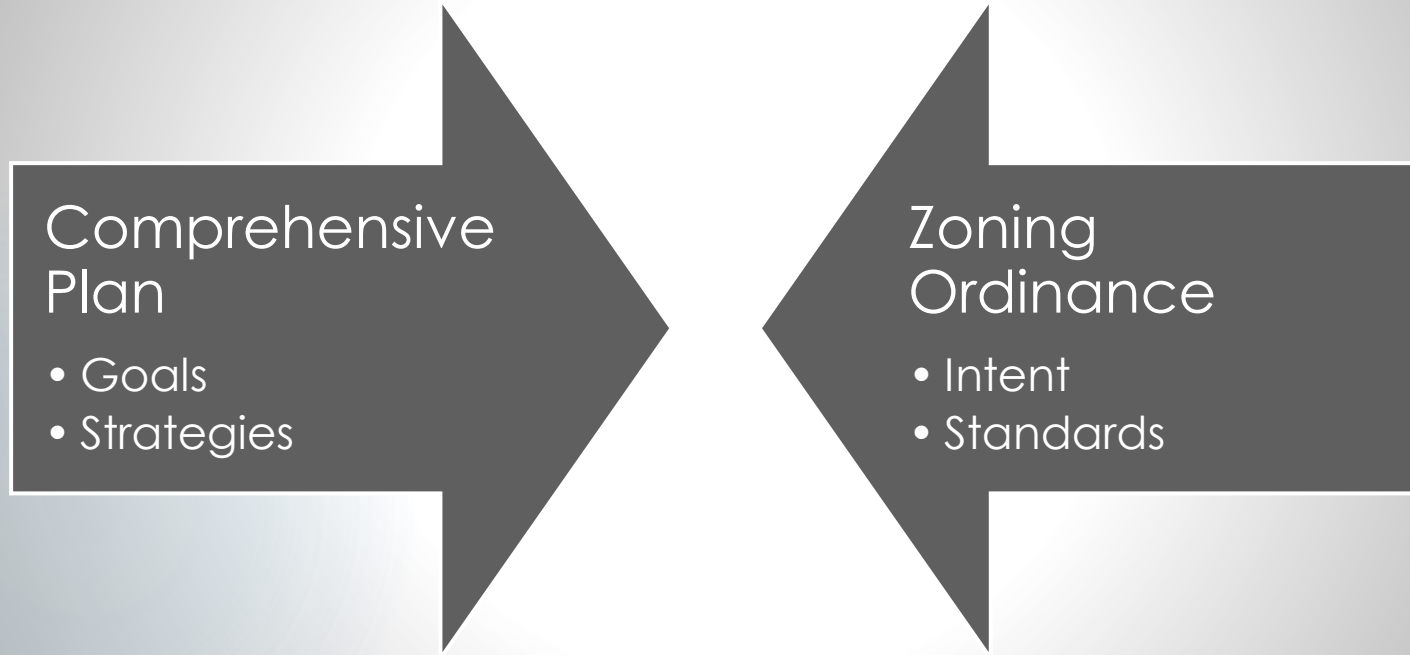 Comprehensive
Plan
• Goals
• Strategies
Zoning
Ordinance
• Intent
• Standards